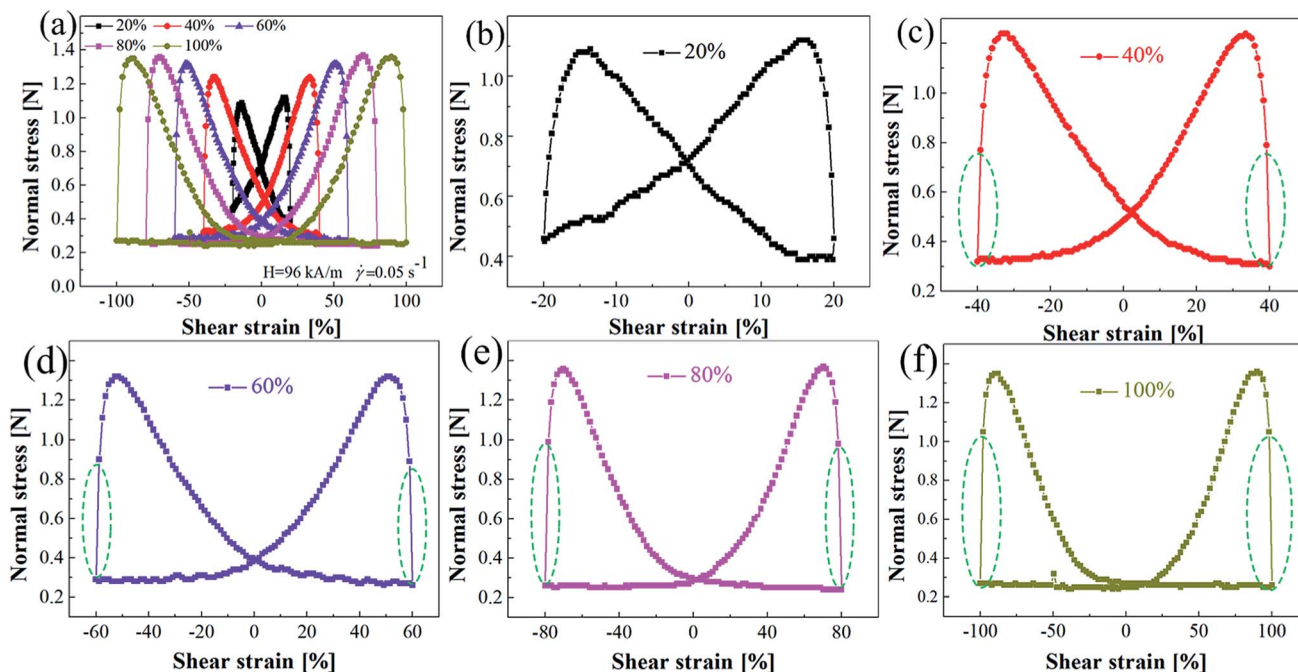 (a)
20% 40% 60%
80% 100%
Normal stress [N]
1.6
1.4
1.2
1.0
0.8
0.6
0.4
0.2
0.0
H=96 kA/m γ̇=0.05 s⁻¹
-100 -50 0 50 100
Shear strain [%]
(b)
20%
Normal stress [N]
1.0
0.8
0.6
0.4
-20 -10 0 10 20
Shear strain [%]
(c)
40%
Normal stress [N]
1.2
1.0
0.8
0.6
0.4
0.2
-40 -20 0 20 40
Shear strain [%]
(d)
60%
Normal stress [N]
1.2
1.0
0.8
0.6
0.4
0.2
-60 -40 -20 0 20 40 60
Shear strain [%]
(e)
80%
Normal stress [N]
1.2
1.0
0.8
0.6
0.4
0.2
-80 -40 0 40 80
Shear strain [%]
(f)
100%
Normal stress [N]
1.2
1.0
0.8
0.6
0.4
0.2
-100 -50 0 50 100
Shear strain [%]